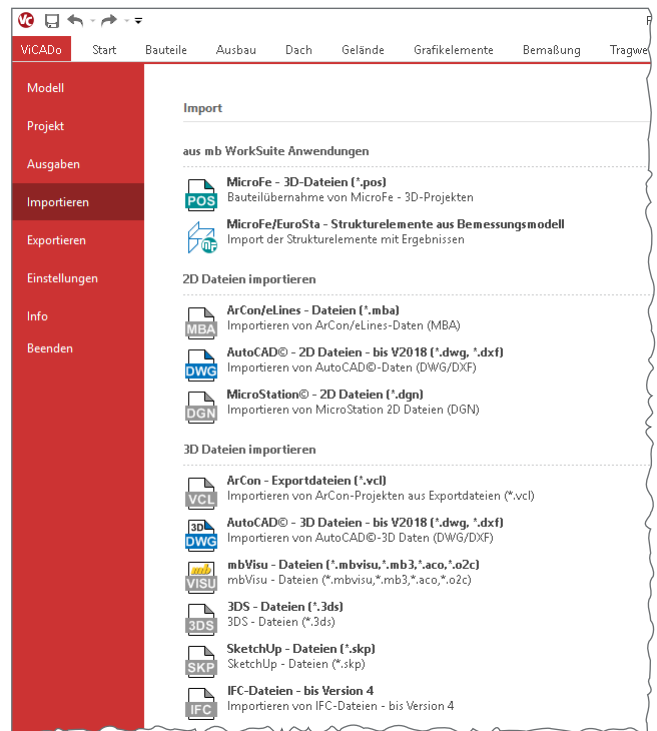 VC
ViCADo Start Bauteile Ausbau Dach Gelände Grafikelemente Bemaßung Tragwe
Modell
Projekt
Ausgaben
Importieren
Exportieren
Einstellungen
Info
Beenden
Import
aus mb WorkSuite Anwendungen
POS
MicroFe - 3D-Dateien (*.pos)
Bauteilübernahme von MicroFe - 3D-Projekten
MicroFe/EuroSta - Strukturelemente aus Bemessungsmodell
Import der Strukturelemente mit Ergebnissen
2D Dateien importieren
MBA
ArCon/eLines - Dateien (*.mba)
Importieren von ArCon/eLines-Daten (MBA)
DWG
AutoCAD© - 2D Dateien - bis V2018 (*.dwg, *.dxf)
Importieren von AutoCAD©-Daten (DWG/DXF)
DGN
MicroStation© - 2D Dateien (*.dgn)
Importieren von MicroStation 2D Dateien (DGN)
3D Dateien importieren
VCL
ArCon - Exportdateien (*.vcl)
Importieren von ArCon-Projekten aus Exportdateien (*.vcl)
3D
DWG
AutoCAD© - 3D Dateien - bis V2018 (*.dwg, *.dxf)
Importieren von AutoCAD©-3D Daten (DWG/DXF)
mb
VISU
mbVisu - Dateien (*.mbvisu,*.mb3,*.aco,*.o2c)
mbVisu - Dateien (*.mbvisu,*.mb3,*.aco,*.o2c)
3DS
3DS - Dateien (*.3ds)
3DS - Dateien (*.3ds)
SKP
SketchUp - Dateien (*.skp)
SketchUp - Dateien (*.skp)
IFC
IFC-Dateien - bis Version 4
Importieren von IFC-Dateien - bis Version 4